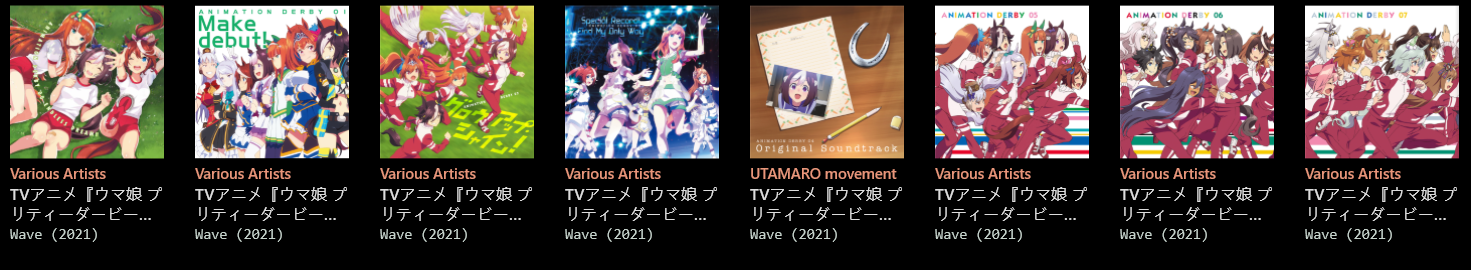 ANIMATION DERBY 01
Make
debut!
グロウアップ・
シャイン!
Special Record!
Find My Only Way
ANIMATION DERBY 04
Original Soundtrack
ANIMATION DERBY 05
ANIMATION DERBY 06
ANIMATION DERBY 07
Various Artists
TVアニメ『ウマ娘 プ
リティーダービー...
Wave (2021)
Various Artists
TVアニメ『ウマ娘 プ
リティーダービー...
Wave (2021)
Various Artists
TVアニメ『ウマ娘 プ
リティーダービー...
Wave (2021)
Various Artists
TVアニメ『ウマ娘 プ
リティーダービー...
Wave (2021)
UTAMARO movement
TVアニメ『ウマ娘 プ
リティーダービー...
Wave (2021)
Various Artists
TVアニメ『ウマ娘 プ
リティーダービー...
Wave (2021)
Various Artists
TVアニメ『ウマ娘 プ
リティーダービー...
Wave (2021)
Various Artists
TVアニメ『ウマ娘 プ
リティーダービー...
Wave (2021)